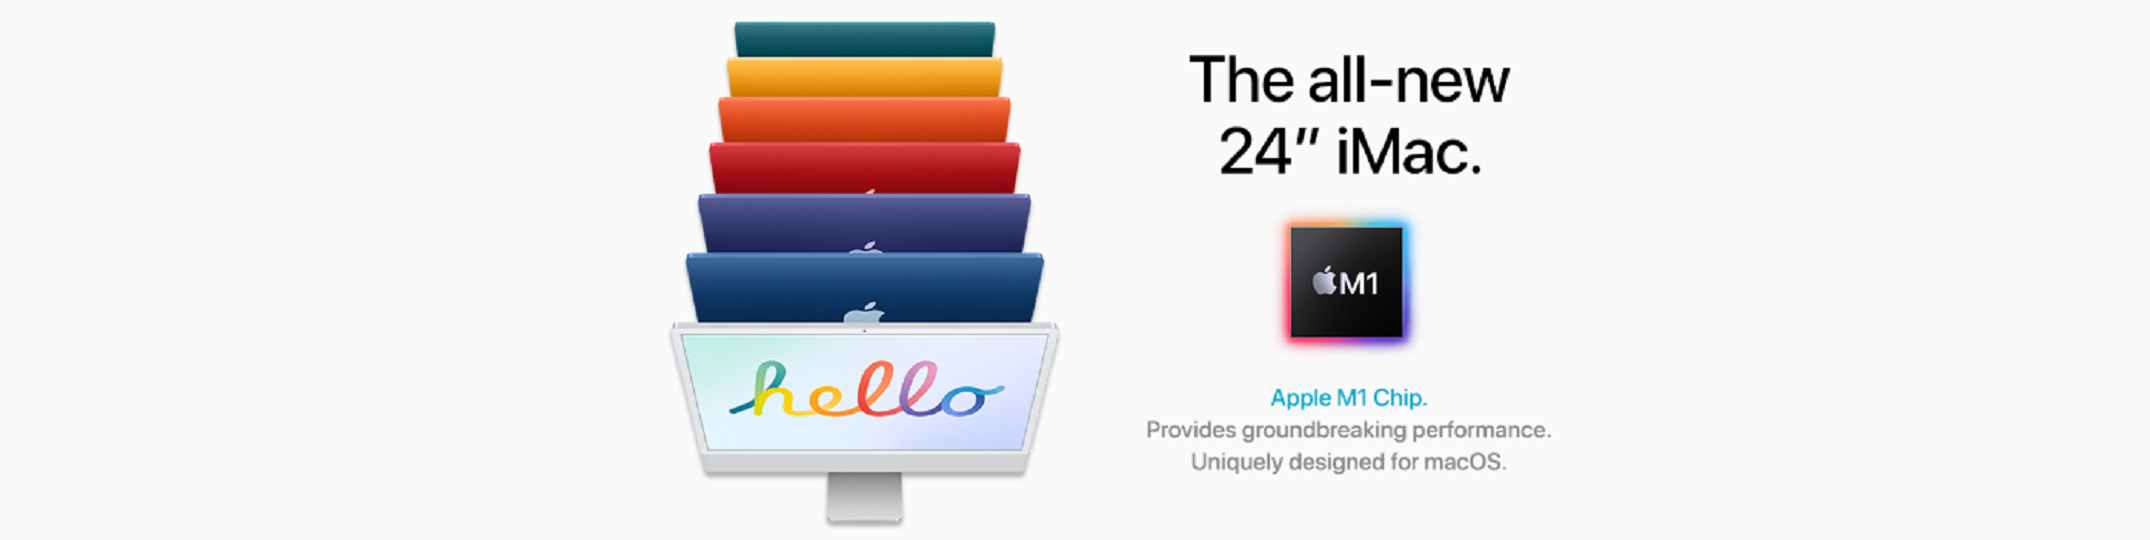 hello
The all-new
24″ iMac.
M1
Apple M1 Chip.
Provides groundbreaking performance.
Uniquely designed for macOS.